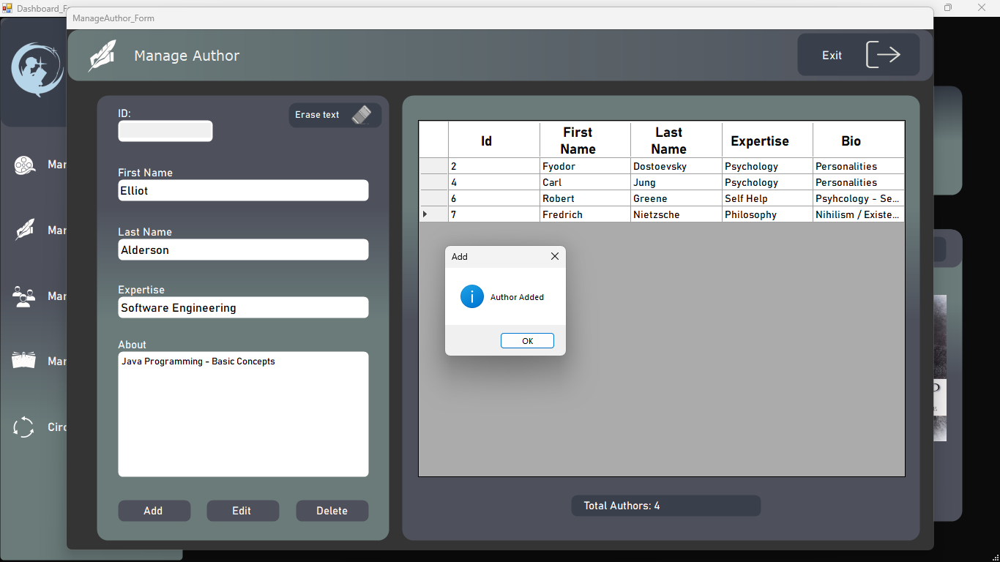 Dashboard_F
ManageAuthor_Form
Manage Author
Exit
ID:
Erase text
First Name
Elliot
Last Name
Alderson
Expertise
Software Engineering
About
Java Programming - Basic Concepts
Add Edit Delete
Id First Name Last Name Expertise Bio
2 Fyodor Dostoevsky Psychology Personalities
4 Carl Jung Psychology Personalities
6 Robert Greene Self Help Psyhcology - Se...
7 Fredrich Nietzsche Philosophy Nihilism / Existe...
Add
Author Added
OK
Total Authors: 4
Mar
Mar
Mar
Mar
Circ